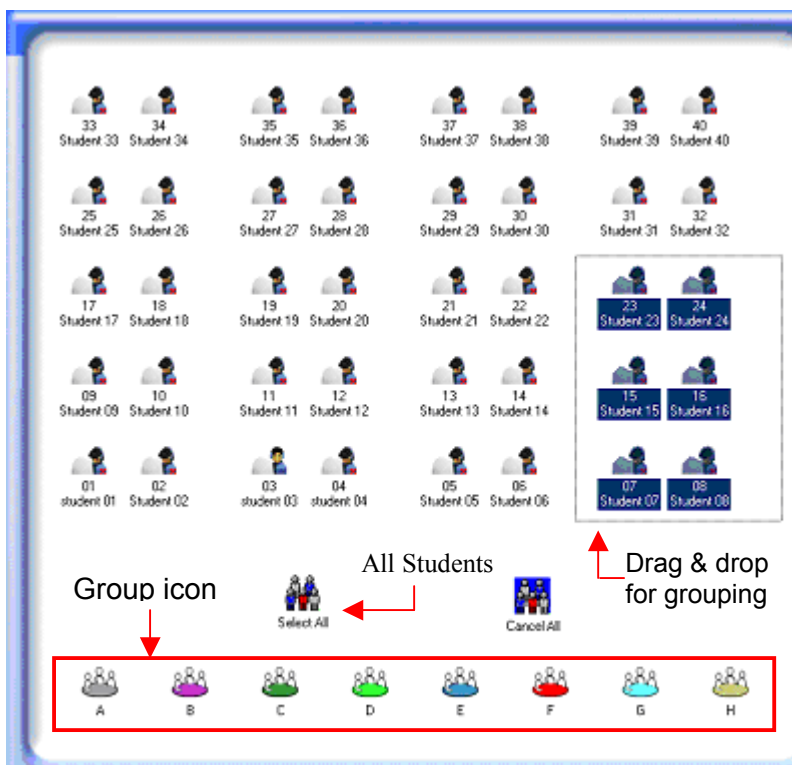 33 34 35 36 37 38 39 40
Student 33 Student 34 Student 35 Student 36 Student 37 Student 38 Student 39 Student 40
25 26 27 28 29 30 31 32
Student 25 Student 26 Student 27 Student 28 Student 29 Student 30 Student 31 Student 32
17 18 19 20 21 22 23 24
Student 17 Student 18 Student 19 Student 20 Student 21 Student 22 Student 23 Student 24
09 10 11 12 13 14 15 16
Student 09 Student 10 Student 11 Student 12 Student 13 Student 14 Student 15 Student 16
01 02 03 04 05 06 07 08
student 01 Student 02 student 03 student 04 Student 05 Student 06 Student 07 Student 08
All Students
Drag & drop
for grouping
Group icon
Select All
Cancel All
A B C D E F G H